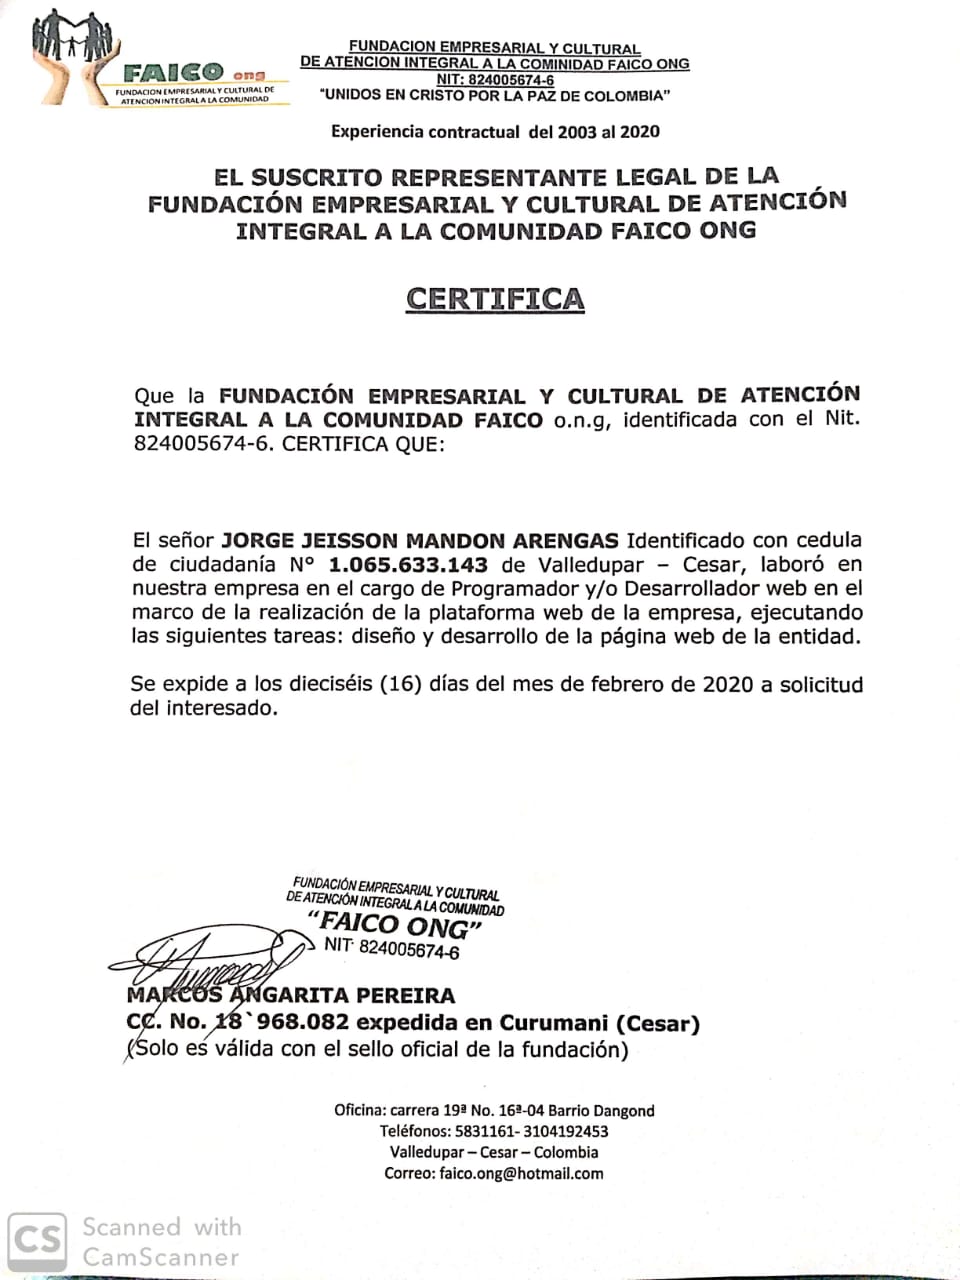 FAICO ong
FUNDACION EMPRESARIAL Y CULTURAL DE
ATENCION INTEGRAL A LA COMUNIDAD
FUNDACION EMPRESARIAL Y CULTURAL
DE ATENCION INTEGRAL A LA COMINIDAD FAICO ONG
NIT: 824005674-6
“UNIDOS EN CRISTO POR LA PAZ DE COLOMBIA”
Experiencia contractual del 2003 al 2020
EL SUSCRITO REPRESENTANTE LEGAL DE LA
FUNDACIÓN EMPRESARIAL Y CULTURAL DE ATENCIÓN
INTEGRAL A LA COMUNIDAD FAICO ONG
CERTIFICA
Que la FUNDACIÓN EMPRESARIAL Y CULTURAL DE ATENCIÓN
INTEGRAL A LA COMUNIDAD FAICO o.n.g, identificada con el Nit.
824005674-6. CERTIFICA QUE:
El señor JORGE JEISSON MANDON ARENGAS Identificado con cedula
de ciudadanía N° 1.065.633.143 de Valledupar – Cesar, laboró en
nuestra empresa en el cargo de Programador y/o Desarrollador web en el
marco de la realización de la plataforma web de la empresa, ejecutando
las siguientes tareas: diseño y desarrollo de la página web de la entidad.
Se expide a los dieciséis (16) días del mes de febrero de 2020 a solicitud
del interesado.
FUNDACIÓN EMPRESARIAL Y CULTURAL
DE ATENCIÓN INTEGRAL A LA COMUNIDAD
“FAICO ONG”
NIT: 824005674-6
MARCOS ANGARITA PEREIRA
CC. No. 18`968.082 expedida en Curumani (Cesar)
(Solo es válida con el sello oficial de la fundación)
Oficina: carrera 19ª No. 16ª-04 Barrio Dangond
Teléfonos: 5831161- 3104192453
Valledupar – Cesar – Colombia
Correo: faico.ong@hotmail.com
CS Scanned with
CamScanner